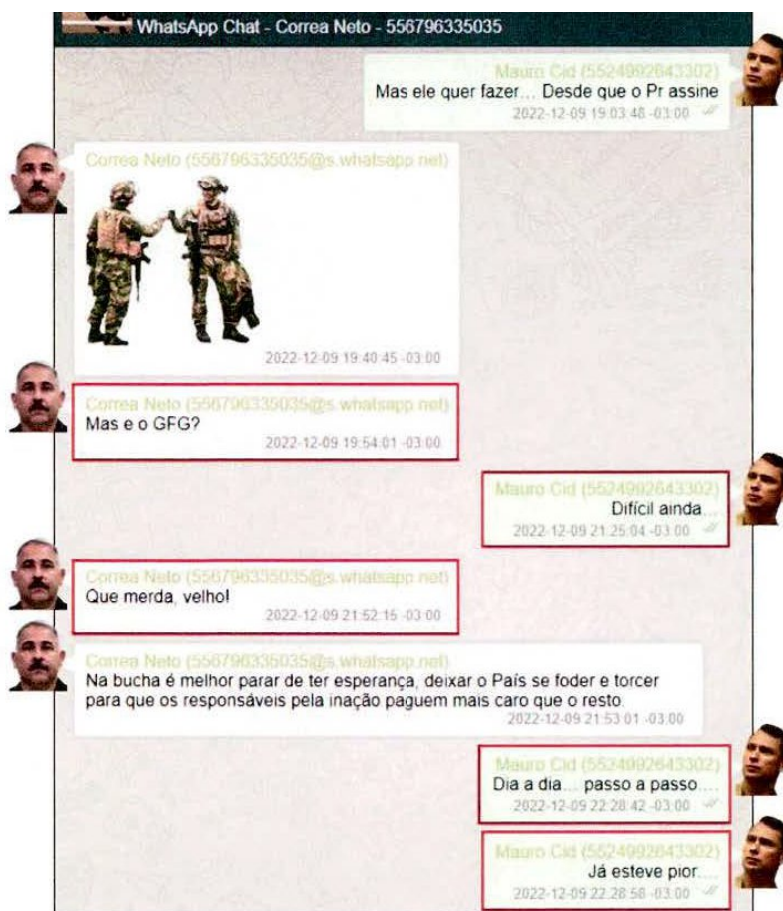 WhatsApp Chat - Correa Neto - 556796335035
Mauro Cid (5524992643302)
Mas ele quer fazer... Desde que o Pr assine
2022-12-09 19:03:48 -03:00
Correa Neto (556796335035@s.whatsapp.net)
2022-12-09 19:40:45 -03:00
Correa Neto (556796335035@s.whatsapp.net)
Mas e o GFG?
2022-12-09 19:54:01 -03:00
Mauro Cid (5524992643302)
Difícil ainda...
2022-12-09 21:25:04 -03:00
Correa Neto (556796335035@s.whatsapp.net)
Que merda, velho!
2022-12-09 21:52:15 -03:00
Correa Neto (556796335035@s.whatsapp.net)
Na bucha é melhor parar de ter esperança, deixar o País se foder e torcer
para que os responsáveis pela inação paguem mais caro que o resto.
2022-12-09 21:53:01 -03:00
Mauro Cid (5524992643302)
Dia a dia... passo a passo....
2022-12-09 22:28:42 -03:00
Mauro Cid (5524992643302)
Já esteve pior....
2022-12-09 22:28:58 -03:00